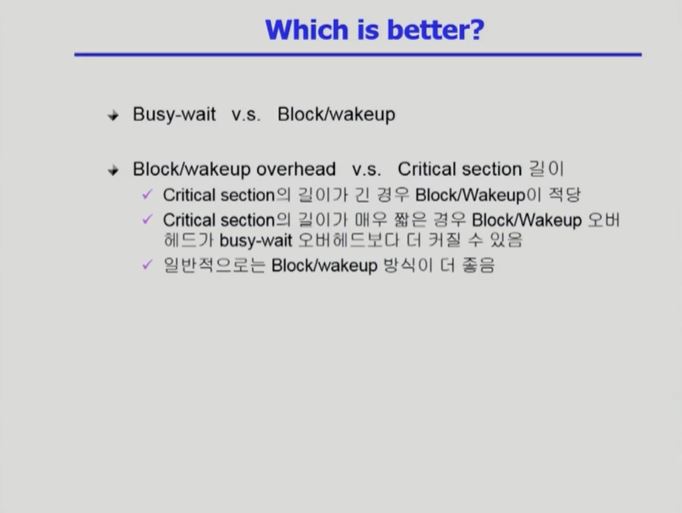 Which is better?
Busy-wait v.s. Block/wakeup
Block/wakeup overhead v.s. Critical section 길이
Critical section의 길이가 긴 경우 Block/Wakeup이 적당
Critical section의 길이가 매우 짧은 경우 Block/Wakeup 오버
헤드가 busy-wait 오버헤드보다 더 커질 수 있음
일반적으로는 Block/wakeup 방식이 더 좋음